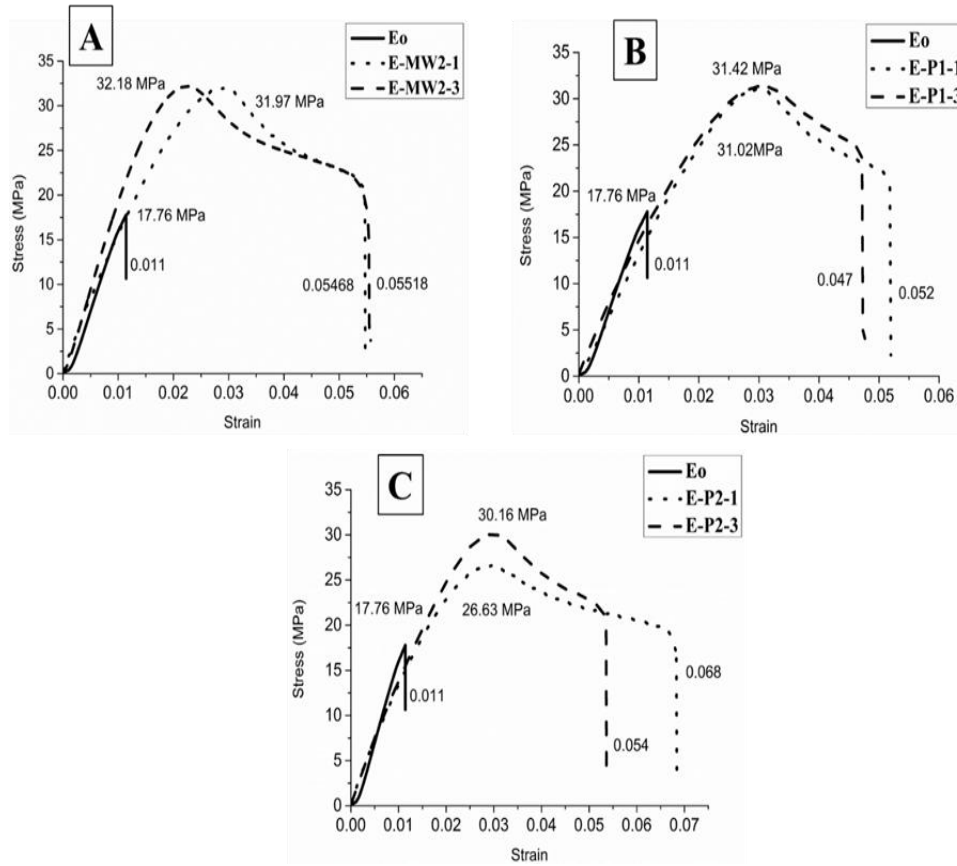 A
Eo
E-MW2-1
E-MW2-3
35
30
25
20
15
10
5
0
Stress (MPa)
32.18 MPa
31.97 MPa
17.76 MPa
0.011
0.05468
0.05518
0.00 0.01 0.02 0.03 0.04 0.05 0.06
Strain
B
Eo
E-P1-1
E-P1-3
35
30
25
20
15
10
5
0
Stress (MPa)
31.42 MPa
31.02MPa
17.76 MPa
0.011
0.047
0.052
0.00 0.01 0.02 0.03 0.04 0.05 0.06
Strain
C
Eo
E-P2-1
E-P2-3
35
30
25
20
15
10
5
0
Stress (MPa)
30.16 MPa
17.76 MPa
26.63 MPa
0.011
0.068
0.054
0.00 0.01 0.02 0.03 0.04 0.05 0.06 0.07
Strain